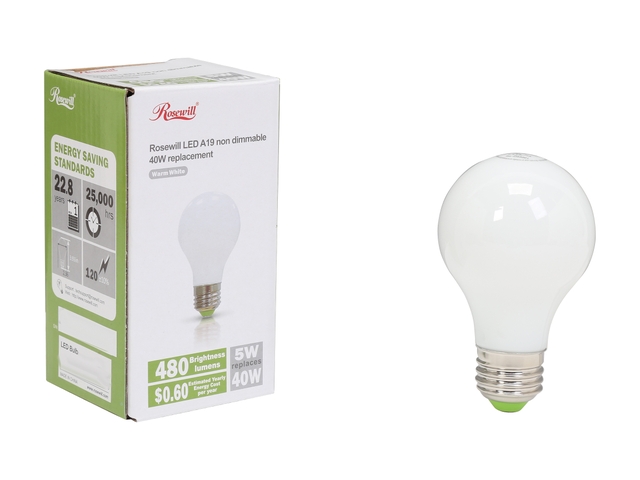 Rosewill
ENERGY SAVING
STANDARDS
22.8
years
1
25,000
hrs
120
LED Bulb
Rosewill
Rosewill LED A19 non dimmable
40W replacement
Warm White
480 Brightness
lumens
$0.60* Estimated Yearly
Energy Cost
per Year
5W
replaces
40W